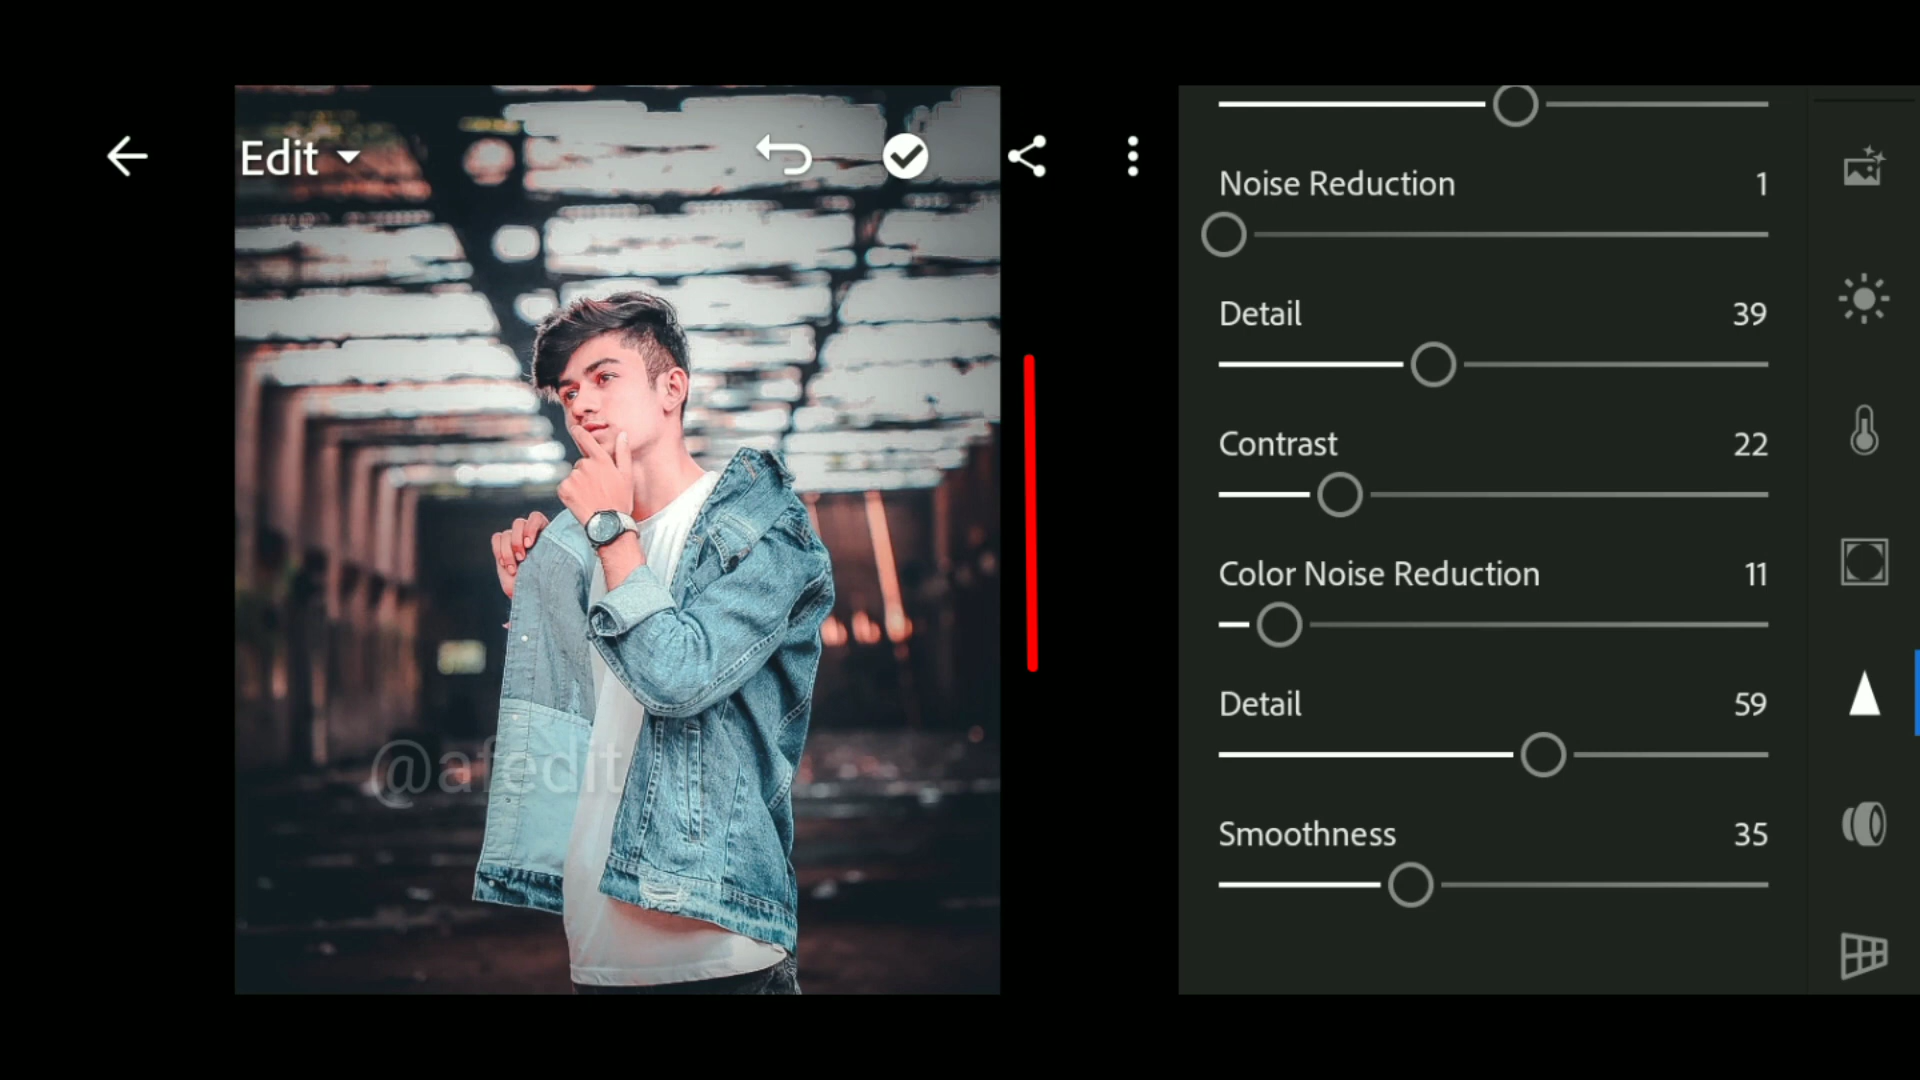 Edit
Noise Reduction 1
Detail 39
Contrast 22
Color Noise Reduction 11
Detail 59
Smoothness 35
@afedit